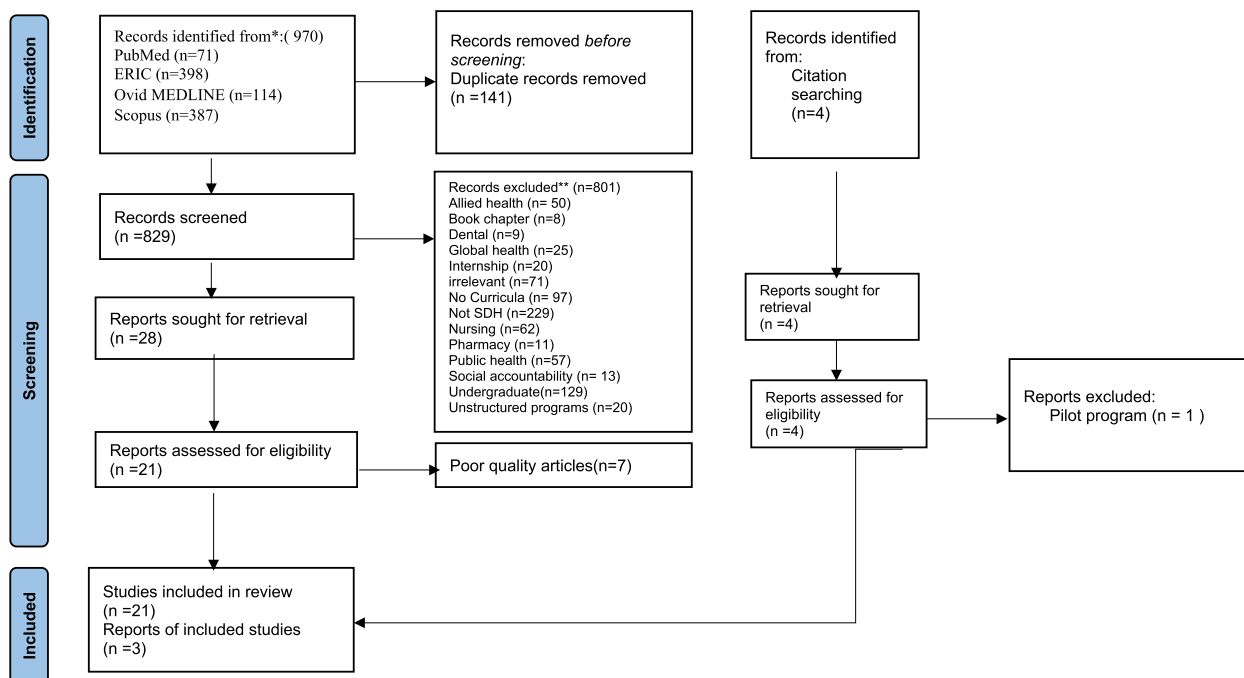 Identification
Records identified from*:( 970)
PubMed (n=71)
ERIC (n=398)
Ovid MEDLINE (n=114)
Scopus (n=387)
Records removed before
screening:
Duplicate records removed
(n =141)
Records identified
from:
Citation
searching
(n=4)
Screening
Records screened
(n =829)
Records excluded** (n=801)
Allied health (n= 50)
Book chapter (n=8)
Dental (n=9)
Global health (n=25)
Internship (n=20)
irrelevant (n=71)
No Curricula (n= 97)
Not SDH (n=229)
Nursing (n=62)
Pharmacy (n=11)
Public health (n=57)
Social accountability (n= 13)
Undergraduate(n=129)
Unstructured programs (n=20)
Reports sought for retrieval
(n =28)
Reports sought for
retrieval
(n =4)
Reports assessed for eligibility
(n =21)
Poor quality articles(n=7)
Reports assessed for
eligibility
(n =4)
Reports excluded:
Pilot program (n = 1 )
Included
Studies included in review
(n =21)
Reports of included studies
(n =3)